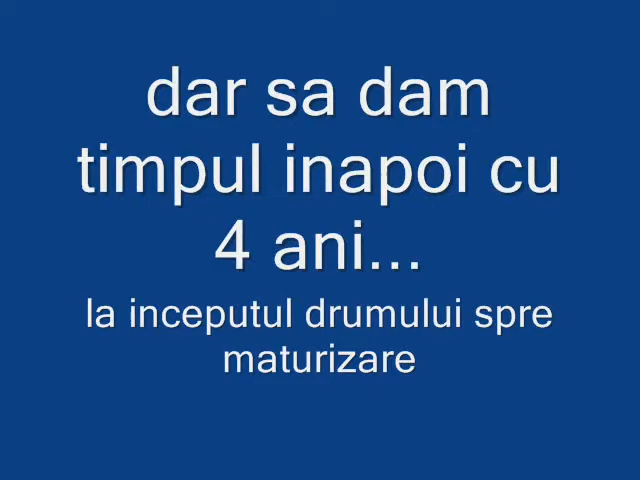 dar sa dam
timpul inapoi cu
4 ani...
la inceputul drumului spre
maturizare